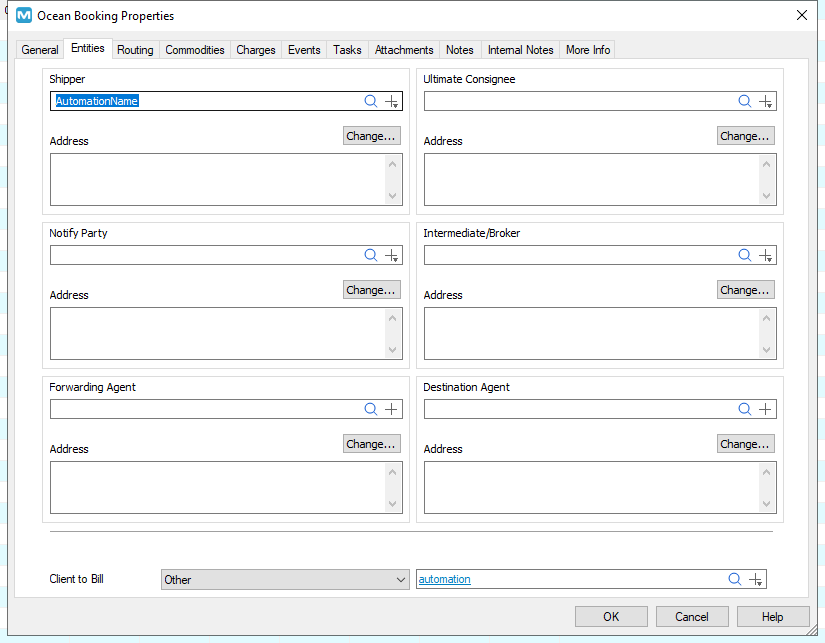 Ocean Booking Properties
General Entities Routing Commodities Charges Events Tasks Attachments Notes Internal Notes More Info
Shipper
AutomationName
Address
Change...
Ultimate Consignee
Address
Change...
Notify Party
Address
Change...
Intermediate/Broker
Address
Change...
Forwarding Agent
Address
Change...
Destination Agent
Address
Change...
Client to Bill Other automation
OK Cancel Help